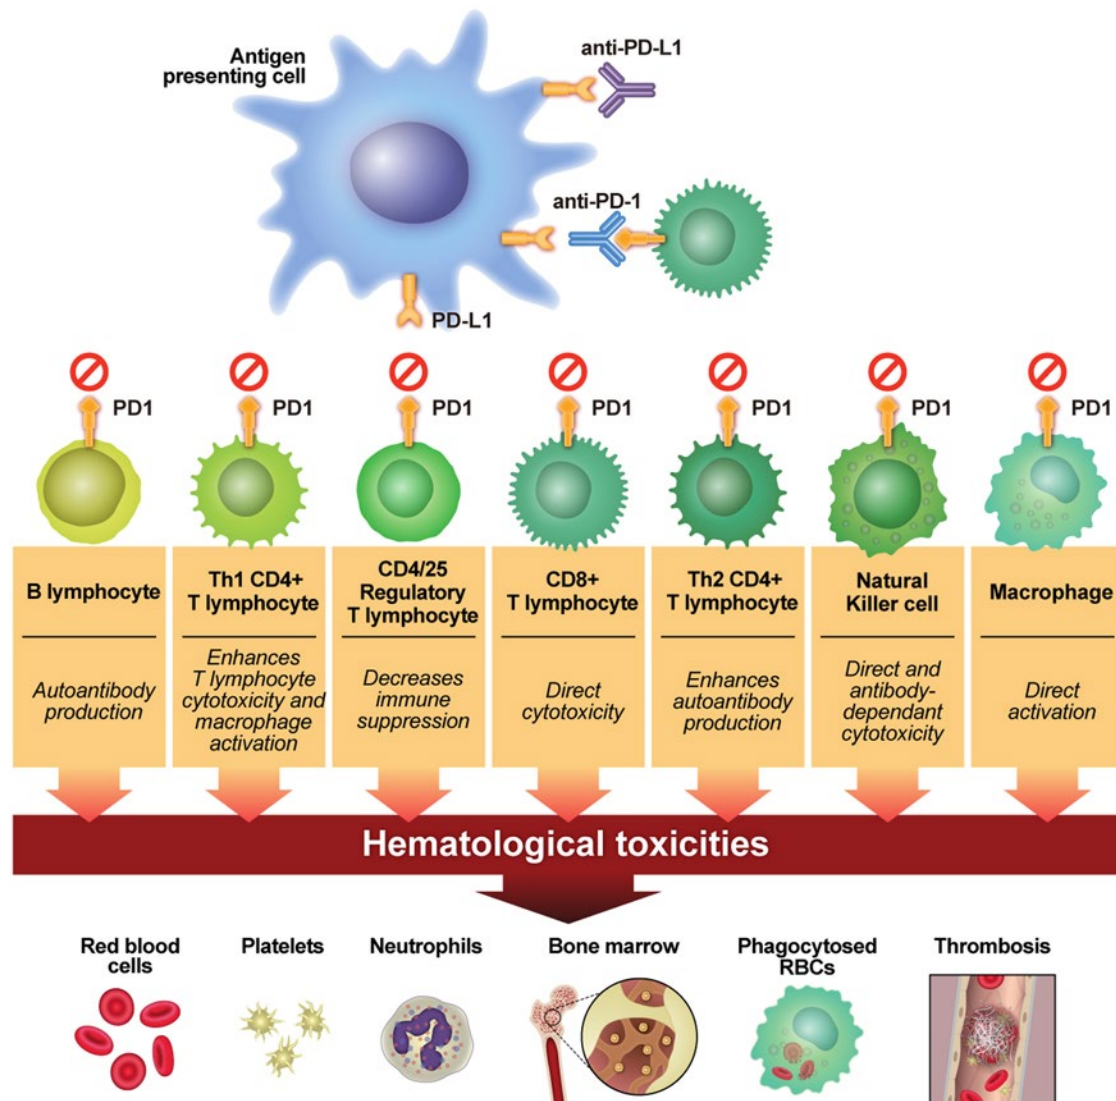 Antigen
presenting cell
anti-PD-L1
anti-PD-1
PD-L1
PD1
PD1
PD1
PD1
PD1
PD1
PD1
B lymphocyte
Autoantibody
production
Th1 CD4+
T lymphocyte
Enhances
T lymphocyte
cytotoxicity and
macrophage
activation
CD4/25
Regulatory
T lymphocyte
Decreases
immune
suppression
CD8+
T lymphocyte
Direct
cytotoxicity
Th2 CD4+
T lymphocyte
Enhances
autoantibody
production
Natural
Killer cell
Direct and
antibody-
dependant
cytotoxicity
Macrophage
Direct
activation
Hematological toxicities
Red blood
cells
Platelets
Neutrophils
Bone marrow
Phagocytosed
RBCs
Thrombosis